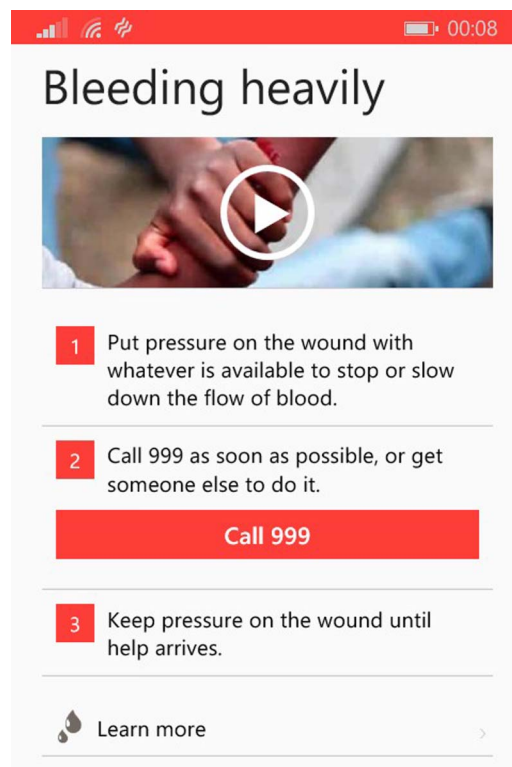 00:08
Bleeding heavily
1 Put pressure on the wound with
whatever is available to stop or slow
down the flow of blood.
2 Call 999 as soon as possible, or get
someone else to do it.
Call 999
3 Keep pressure on the wound until
help arrives.
Learn more